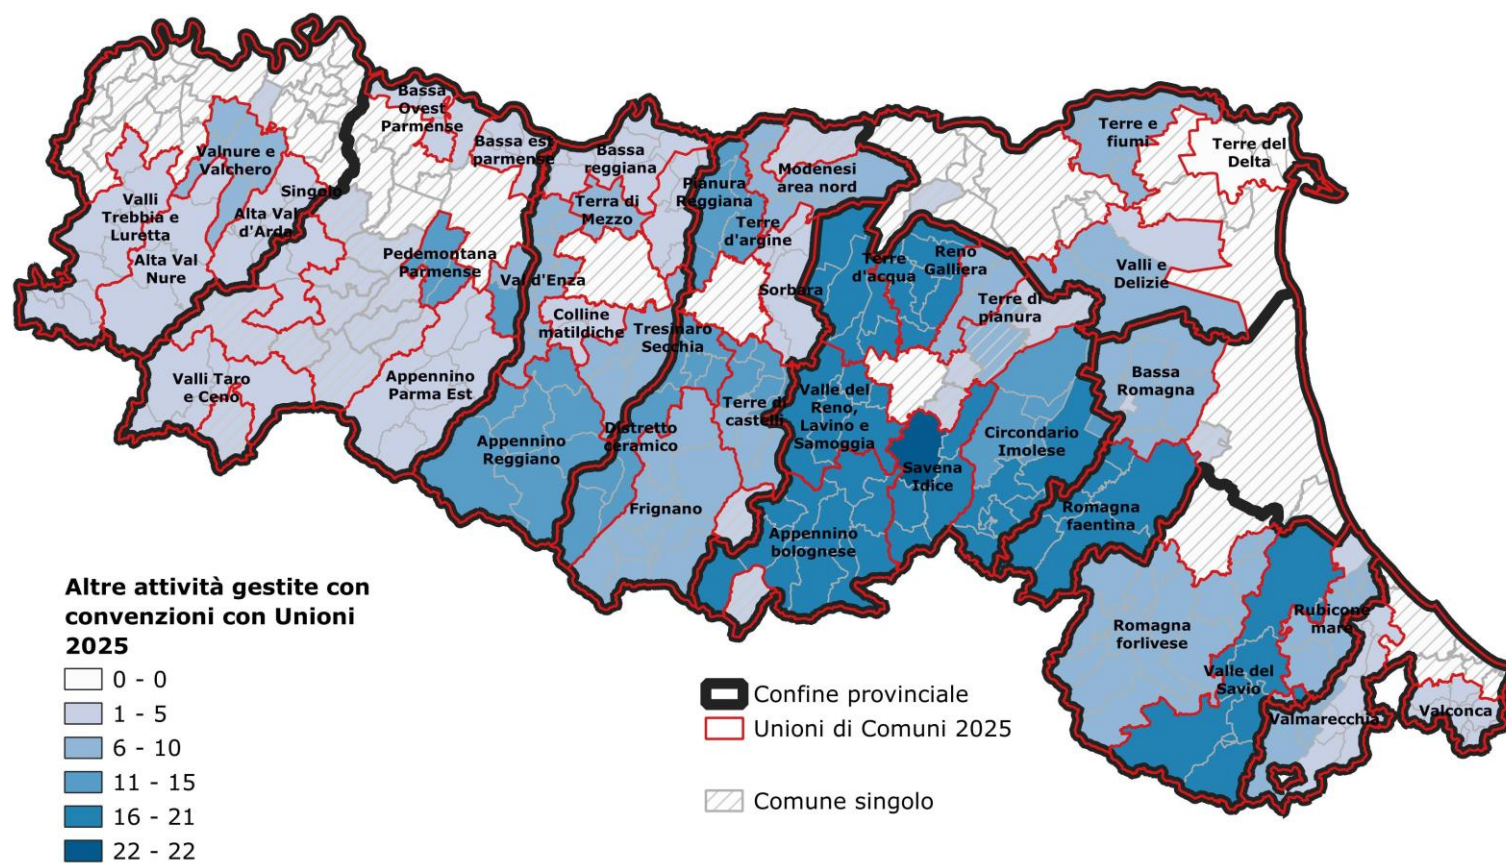 Bassa
Ovest
Parmense
Bassa est
parmense
Bassa
reggiana
Terre e
fiumi
Terre del
Delta
Valnure e
Valchero
Modenesi
area nord
Pianura
Reggiana
Singolo
Valli
Trebbia e
Luretta
Alta Val
d'Arda
Terra di
Mezzo
Terre
d'argine
Alta Val
Nure
Pedemontana
Parmense
Val d'Enza
Terre
d'acqua
Reno
Galliera
Valli e
Delizie
Sorbara
Terre di
pianura
Colline
matildiche
Tresinaro
Secchia
Valli Taro
e Ceno
Appennino
Parma Est
Bassa
Romagna
Valle del
Reno,
Lavino e
Samoggia
Terre di
castelli
Appennino
Reggiano
Distretto
ceramico
Circondario
Imolese
Savena
Idice
Frignano
Appennino
bolognese
Romagna
faentina
Rubicone
mare
Romagna
forlivese
Valle del
Savio
Valmarecchia
Valconca
Altre attività gestite con
convenzioni con Unioni
2025
0 - 0
1 - 5
6 - 10
11 - 15
16 - 21
22 - 22
Confine provinciale
Unioni di Comuni 2025
Comune singolo